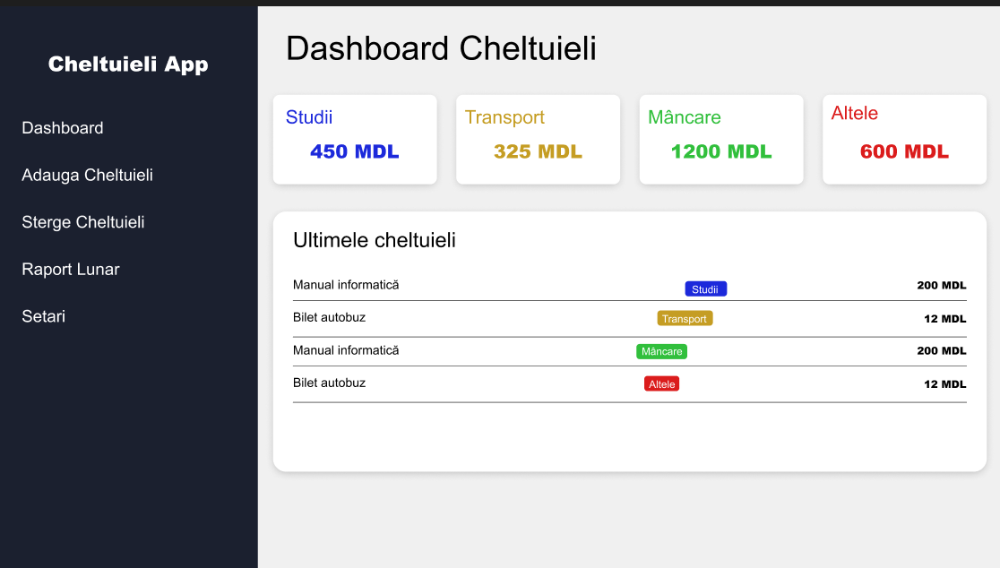 Cheltuieli App
Dashboard
Adauga Cheltuieli
Sterge Cheltuieli
Raport Lunar
Setari
Dashboard Cheltuieli
Studii
450 MDL
Transport
325 MDL
Mâncare
1200 MDL
Altele
600 MDL
Ultimele cheltuieli
Manual informatică Studii 200 MDL
Bilet autobuz Transport 12 MDL
Manual informatică Mâncare 200 MDL
Bilet autobuz Altele 12 MDL